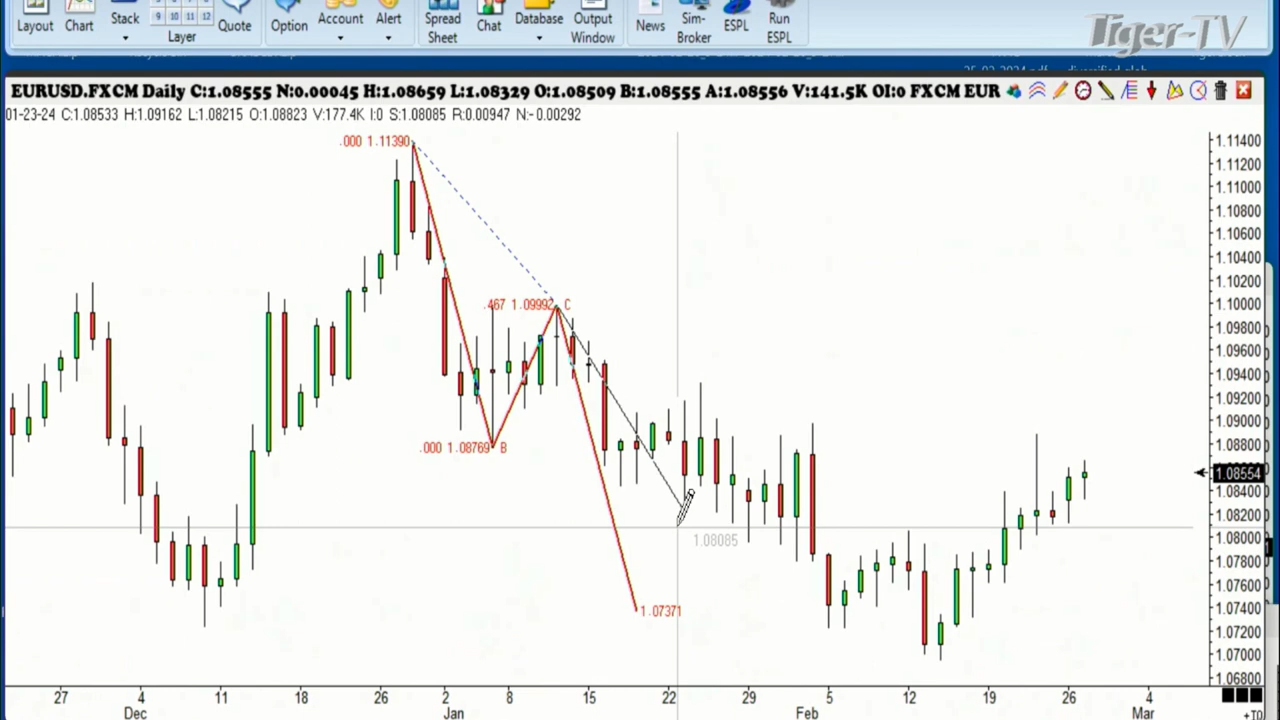 Tiger-TV
9 10 11 12
Layout Chart Stack Layer Quote Option Account Alert Spread Sheet Chat Database Output Window News Sim-Broker ESPL Run ESPL
EURUSD.FXCM Daily C:1.08555 N:0.00045 H:1.08659 L:1.08329 O:1.08509 B:1.08555 A:1.08556 V:141.5K OI:0 FXCM EUR
01-23-24 C:1.08533 H:1.09162 L:1.08215 O:1.08823 V:177.4K I:0 S:1.08085 R:0.00947 N:-0.00292
.000 1.11390
1.11400
1.11200
1.11000
1.10800
1.10600
1.10400
1.10200
.467 1.09992 C
1.10000
1.09800
1.09600
1.09400
1.09200
1.09000
.000 1.08769 B
1.08800
1.08554
1.08400
1.08200
1.08085
1.08000
1.07800
1.07600
1.07371
1.07400
1.07200
1.07000
1.06800
27 4 11 18 26 2 8 15 22 29 5 12 19 26 4
Dec Jan Feb Mar
+T0